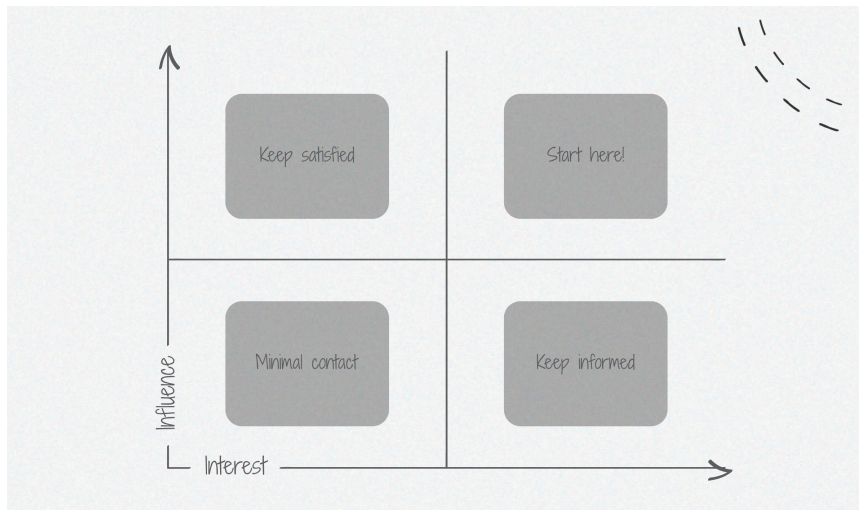 Keep satisfied
Start here!
Minimal contact
Keep informed
Influence
Interest